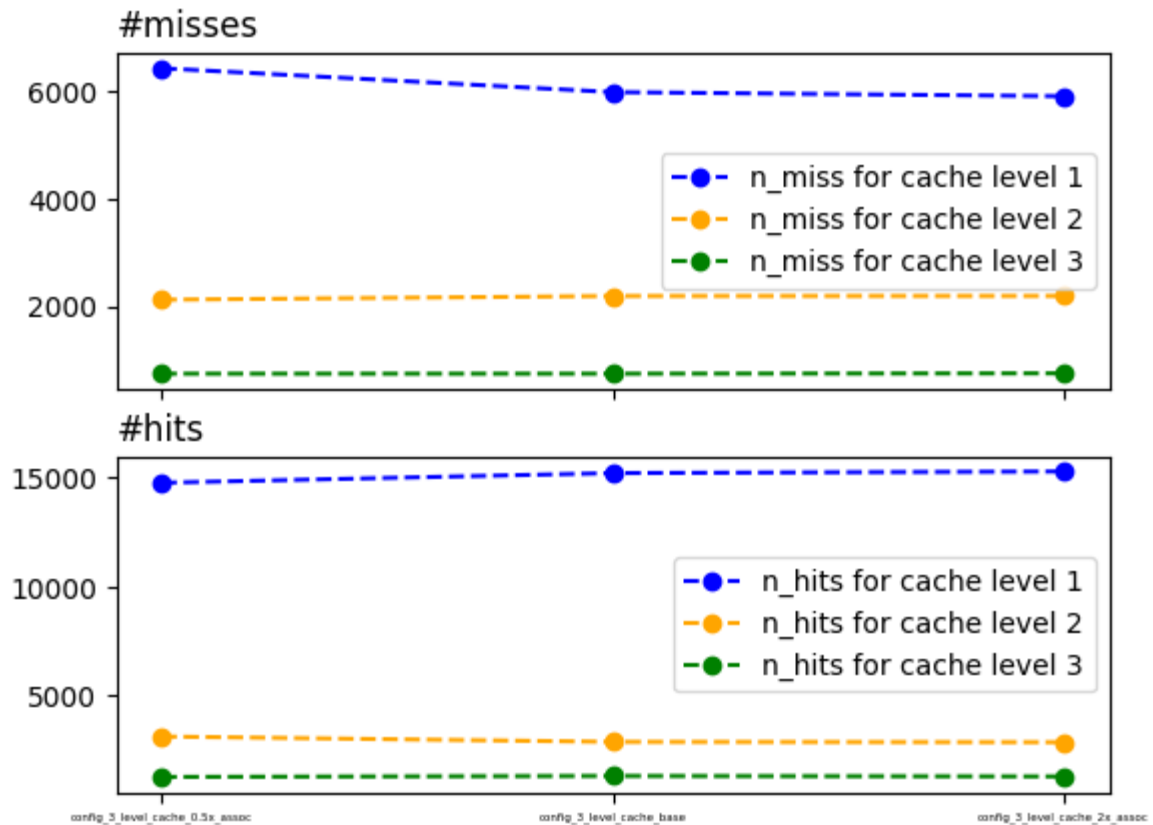 #misses
6000
4000
2000
n_miss for cache level 1
n_miss for cache level 2
n_miss for cache level 3
#hits
15000
10000
5000
n_hits for cache level 1
n_hits for cache level 2
n_hits for cache level 3
config_3_level_cache_0.5x_assoc config_3_level_cache_base config_3_level_cache_2x_assoc